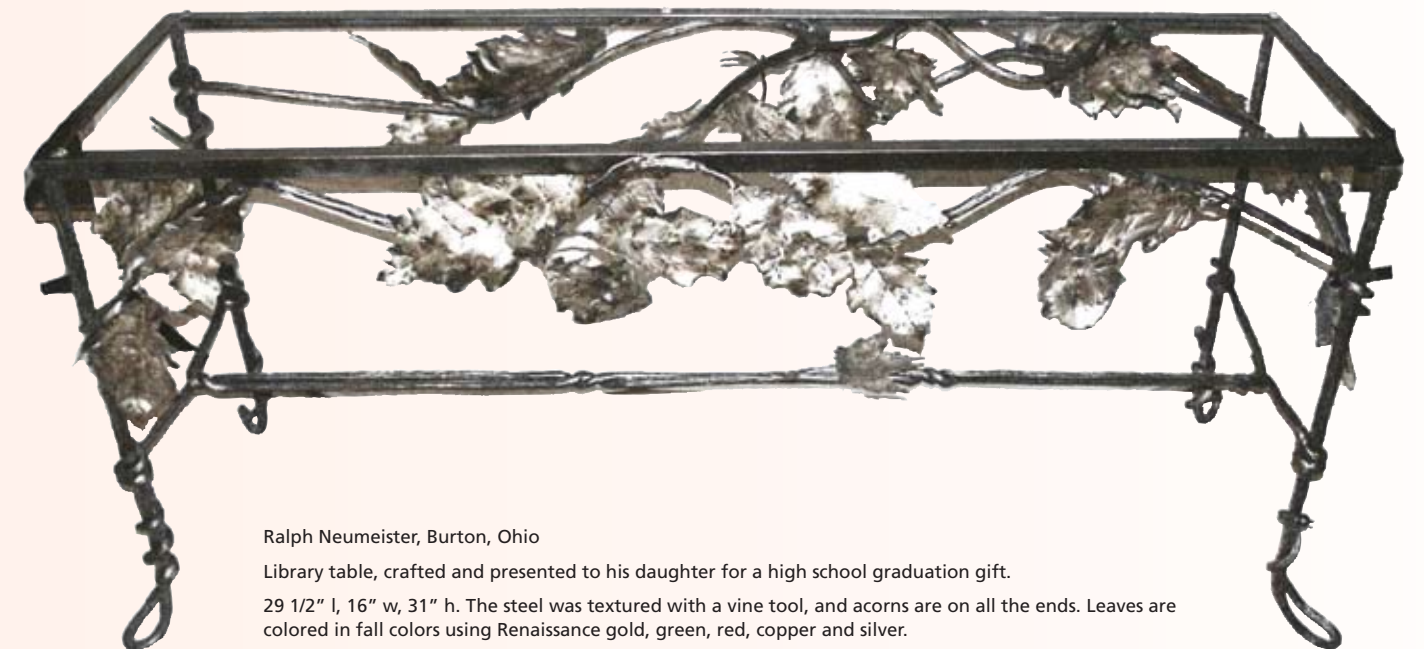 Ralph Neumeister, Burton, Ohio
Library table, crafted and presented to his daughter for a high school graduation gift.
29 1/2” l, 16” w, 31” h. The steel was textured with a vine tool, and acorns are on all the ends. Leaves are
colored in fall colors using Renaissance gold, green, red, copper and silver.